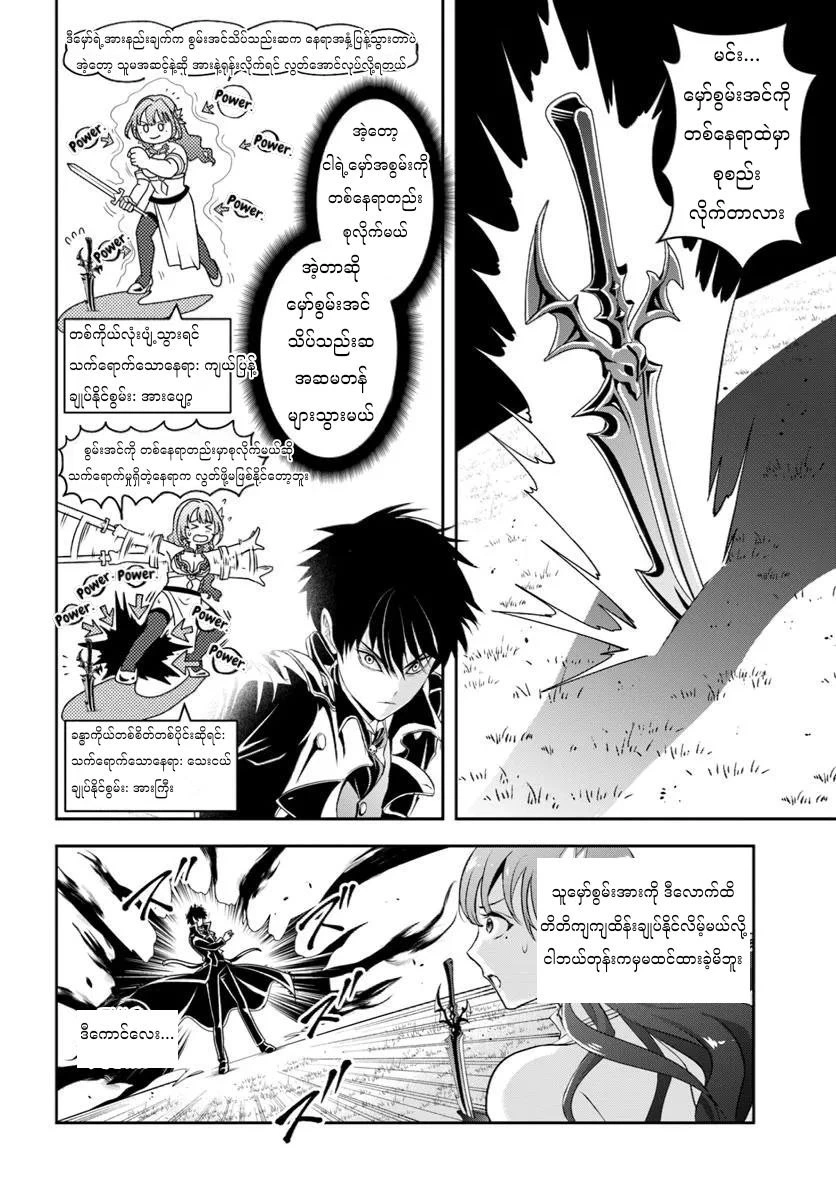 မင်း...
မှော်စွမ်းအင်ကို
တစ်နေရာထဲမှာ
စုစည်း
လိုက်တာလား
ဒီမှော်ရဲ့အားနည်းချက်က စွမ်းအင်သိပ်သည်းဆက နေရာအနှံ့ပြန့်သွားတာပဲ
အဲ့တော့ သူမအဆင့်နဲ့ဆို အားနဲ့ရုန်းလိုက်ရင် လွတ်အောင်လုပ်လို့ရတယ်
Power.
Power.
Power.
Power.
Power.
အဲ့တော့
ငါရဲ့မှော်အစွမ်းကို
တစ်နေရာတည်း
စုလိုက်မယ်
အဲ့တာဆို
မှော်စွမ်းအင်
သိပ်သည်းဆ
အဆမတန်
များသွားမယ်
တစ်ကိုယ်လုံးပျံ့သွားရင်
သက်ရောက်သောနေရာ: ကျယ်ပြန့်
ချုပ်နိုင်စွမ်း: အားပျော့
စွမ်းအင်ကို တစ်နေရာတည်းမှာစုလိုက်မယ်ဆို
သက်ရောက်မှုရှိတဲ့နေရာက လွတ်ဖို့မဖြစ်နိုင်တော့ဘူး
Power.
Power.
Power.
Power.
Power.
ခန္ဓာကိုယ်တစ်စိတ်တစ်ပိုင်းဆိုရင်:
သက်ရောက်သောနေရာ: သေးငယ်
ချုပ်နိုင်စွမ်း: အားကြီး
သူမှော်စွမ်းအားကို ဒီလောက်ထိ
တိတိကျကျထိန်းချုပ်နိုင်လိမ့်မယ်လို့
ငါဘယ်တုန်းကမှမထင်ထားခဲ့မိဘူး
ဒီကောင်လေး...